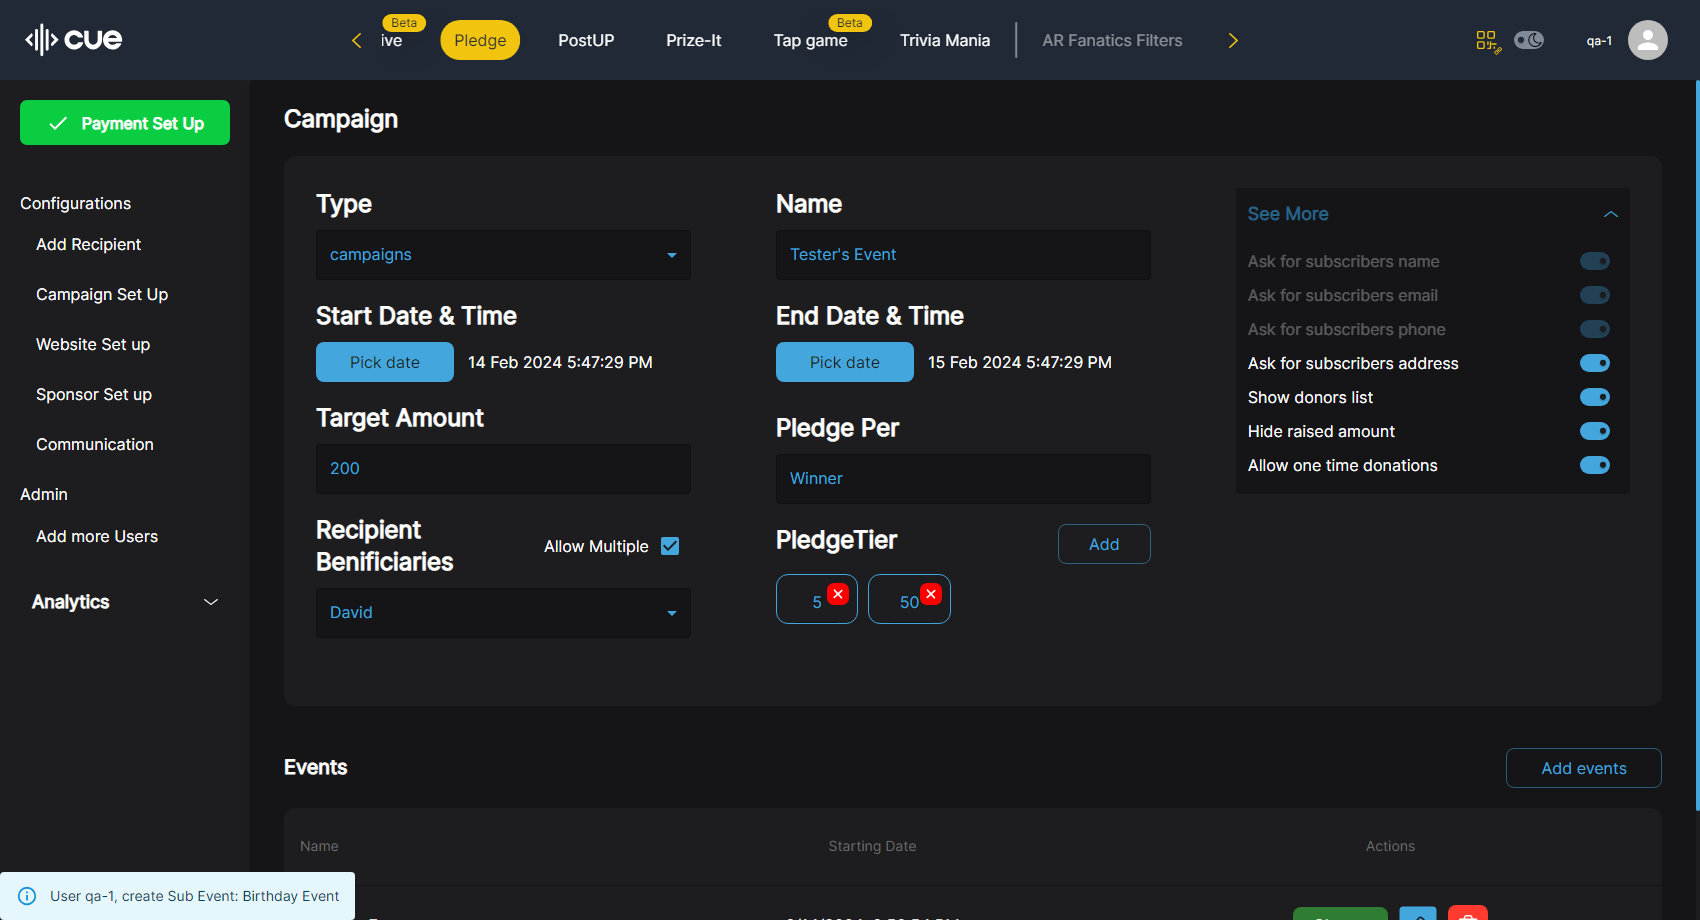 cue
Beta
ive
Pledge
PostUP
Prize-It
Beta
Tap game
Trivia Mania
AR Fanatics Filters
qa-1
Payment Set Up
Configurations
Add Recipient
Campaign Set Up
Website Set up
Sponsor Set up
Communication
Admin
Add more Users
Analytics
Campaign
Type
campaigns
Name
Tester's Event
Start Date & Time
Pick date 14 Feb 2024 5:47:29 PM
End Date & Time
Pick date 15 Feb 2024 5:47:29 PM
Target Amount
200
Pledge Per
Winner
Recipient
Benificiaries
Allow Multiple
David
PledgeTier
Add
5
50
See More
Ask for subscribers name
Ask for subscribers email
Ask for subscribers phone
Ask for subscribers address
Show donors list
Hide raised amount
Allow one time donations
Events
Add events
Name Starting Date Actions
User qa-1, create Sub Event: Birthday Event